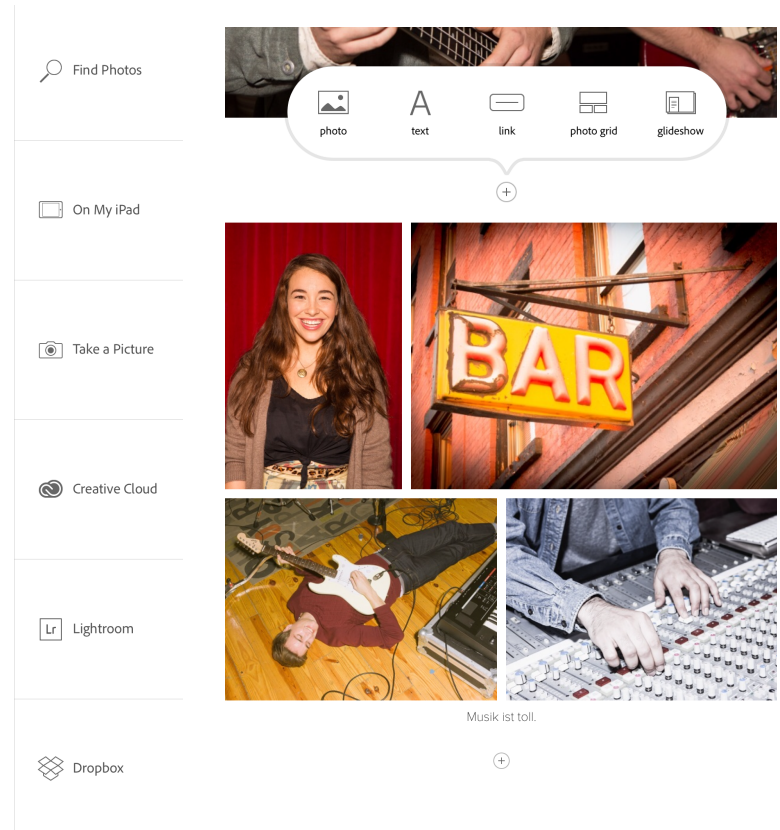 Find Photos
On My iPad
Take a Picture
Creative Cloud
Lr Lightroom
Dropbox
A
photo
text
link
photo grid
glideshow
BAR
Musik ist toll.